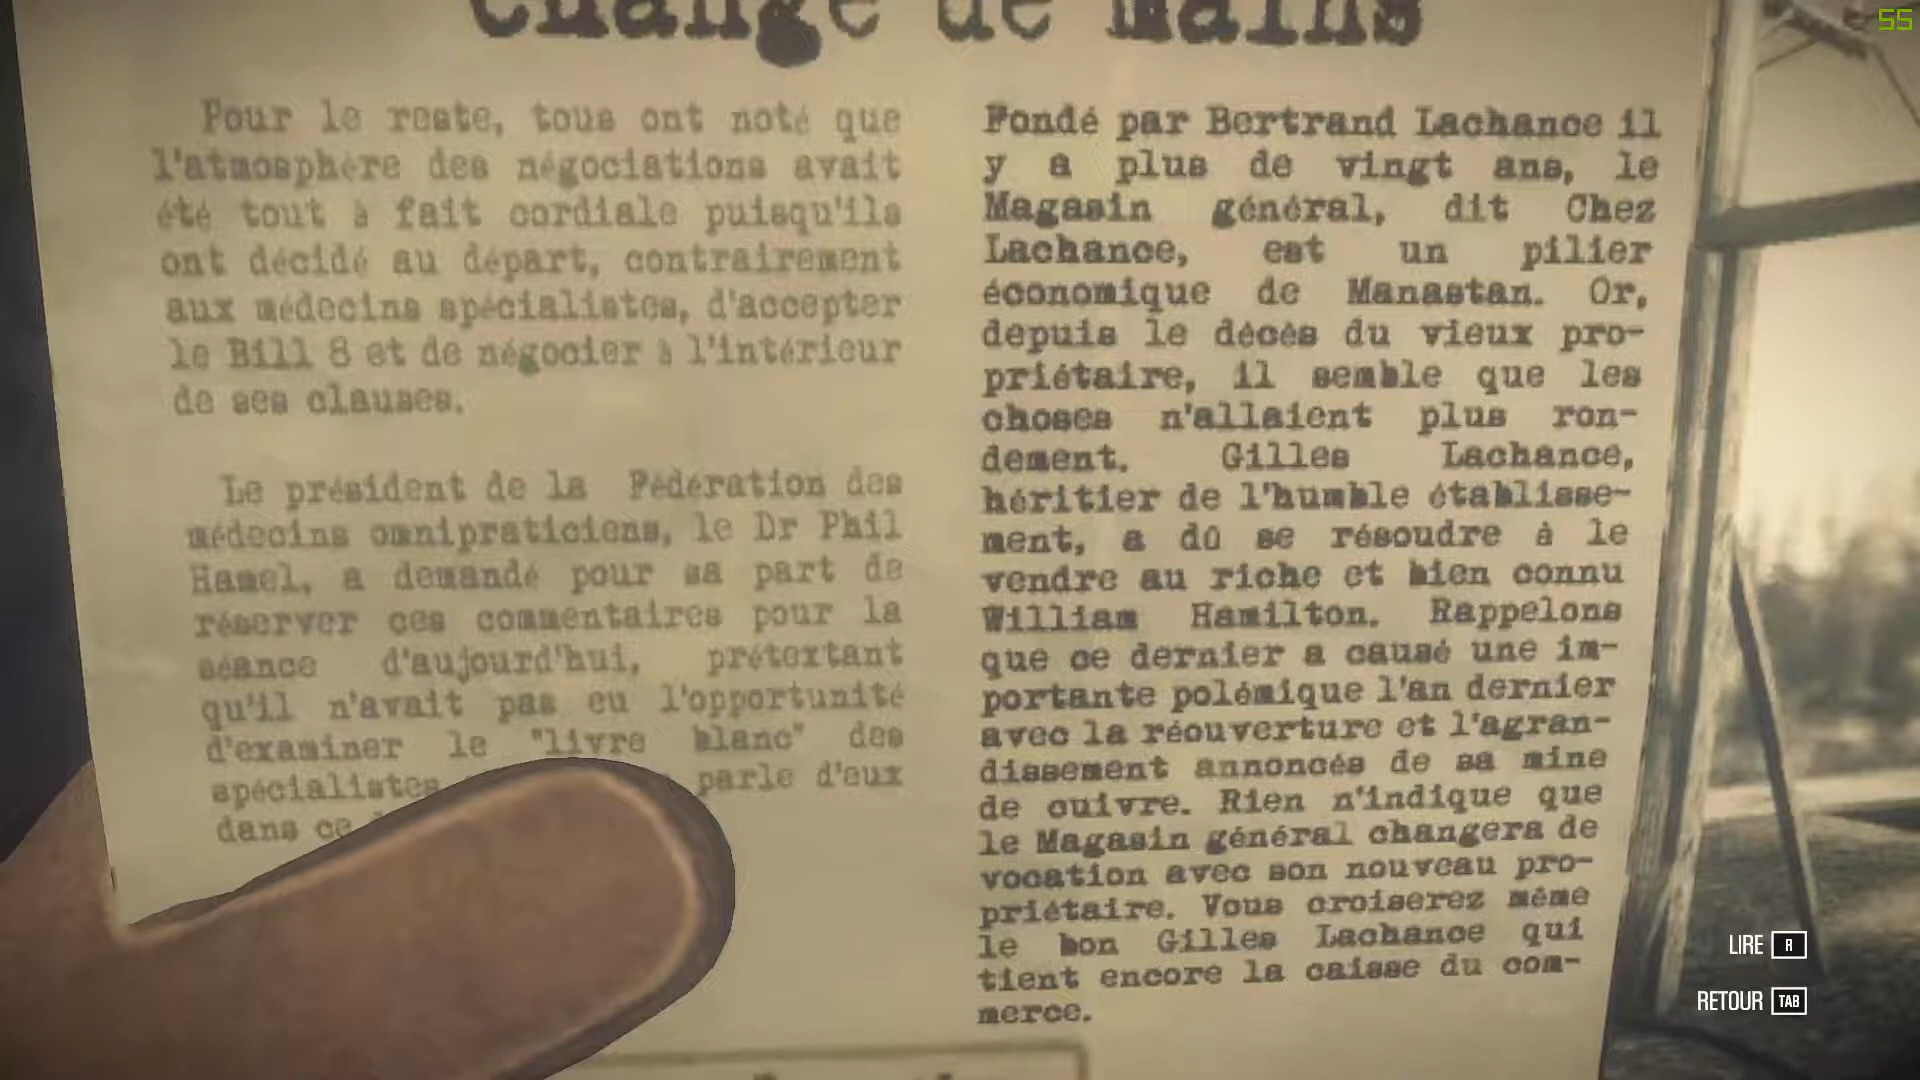 change de mains
Pour le reste, tous ont noté que
l'atmosphère des négociations avait
été tout à fait cordiale puisqu'ils
ont décidé au départ, contrairement
aux médecins spécialistes, d'accepter
le Bill 8 et de négocier à l'intérieur
de ses clauses.
Le président de la Fédération des
médecins omnipraticiens, le Dr Phil
Hamel, a demandé pour sa part de
réserver ces commentaires pour la
séance d'aujourd'hui, prétextant
qu'il n'avait pas eu l'opportunité
d'examiner le "livre blanc" des
spécialistes parle d'eux
dans ce
Fondé par Bertrand Lachance il
y a plus de vingt ans, le
Magasin général, dit Chez
Lachance, est un pilier
économique de Manastan. Or,
depuis le décès du vieux pro-
priétaire, il semble que les
choses n'allaient plus ron-
dement. Gilles Lachance,
héritier de l'humble établisse-
ment, a dû se résoudre à le
vendre au riche et bien connu
William Hamilton. Rappelons
que ce dernier a causé une im-
portante polémique l'an dernier
avec la réouverture et l'agran-
dissement annoncés de sa mine
de cuivre. Rien n'indique que
le Magasin général changera de
vocation avec son nouveau pro-
priétaire. Vous croiserez même
le bon Gilles Lachance qui
tient encore la caisse du com-
merce.
55
LIRE R
RETOUR TAB